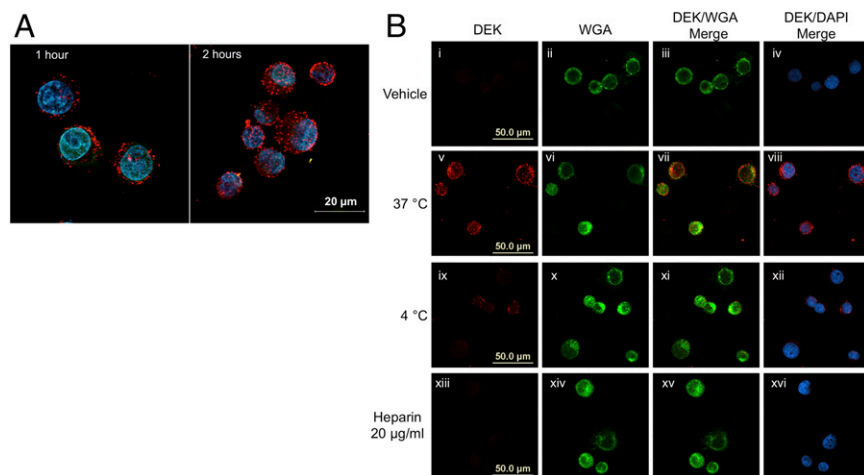 A
1 hour
2 hours
20 µm
B
DEK
WGA
DEK/WGA
Merge
DEK/DAPI
Merge
Vehicle
i
ii
iii
iv
50.0 µm
37 °C
v
vi
vii
viii
50.0 µm
4 °C
ix
x
xi
xii
50.0 µm
Heparin
20 µg/ml
xiii
xiv
xv
xvi
50.0 µm